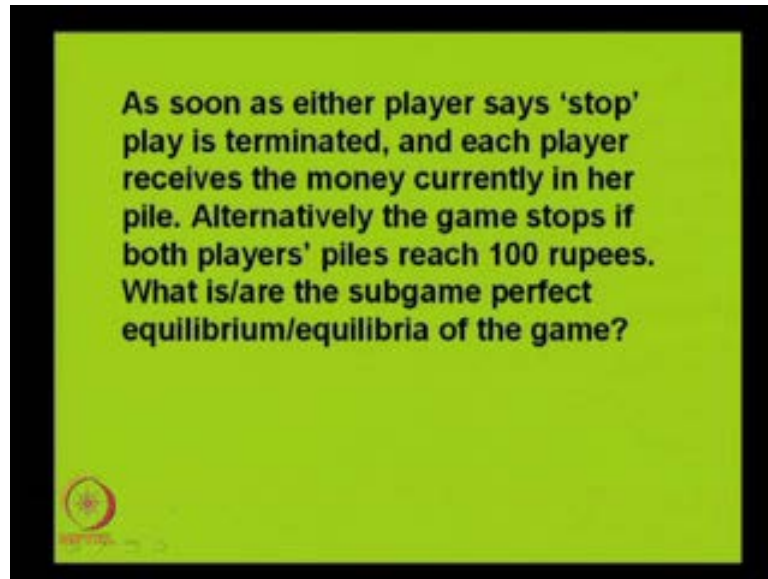 As soon as either player says ‘stop’
play is terminated, and each player
receives the money currently in her
pile. Alternatively the game stops if
both players’ piles reach 100 rupees.
What is/are the subgame perfect
equilibrium/equilibria of the game?